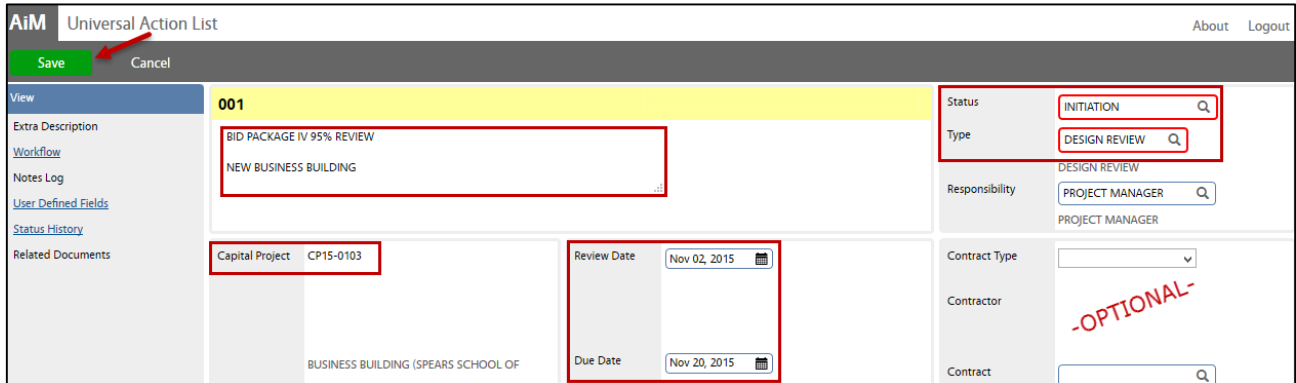 AiM Universal Action List
About Logout
Save Cancel
View
Extra Description
Workflow
Notes Log
User Defined Fields
Status History
Related Documents
001
BID PACKAGE IV 95% REVIEW
NEW BUSINESS BUILDING
Status INITIATION
Type DESIGN REVIEW
DESIGN REVIEW
Responsibility PROJECT MANAGER
PROJECT MANAGER
Capital Project CP15-0103
BUSINESS BUILDING (SPEARS SCHOOL OF
Review Date Nov 02, 2015
Due Date Nov 20, 2015
Contract Type
Contractor
-OPTIONAL-
Contract